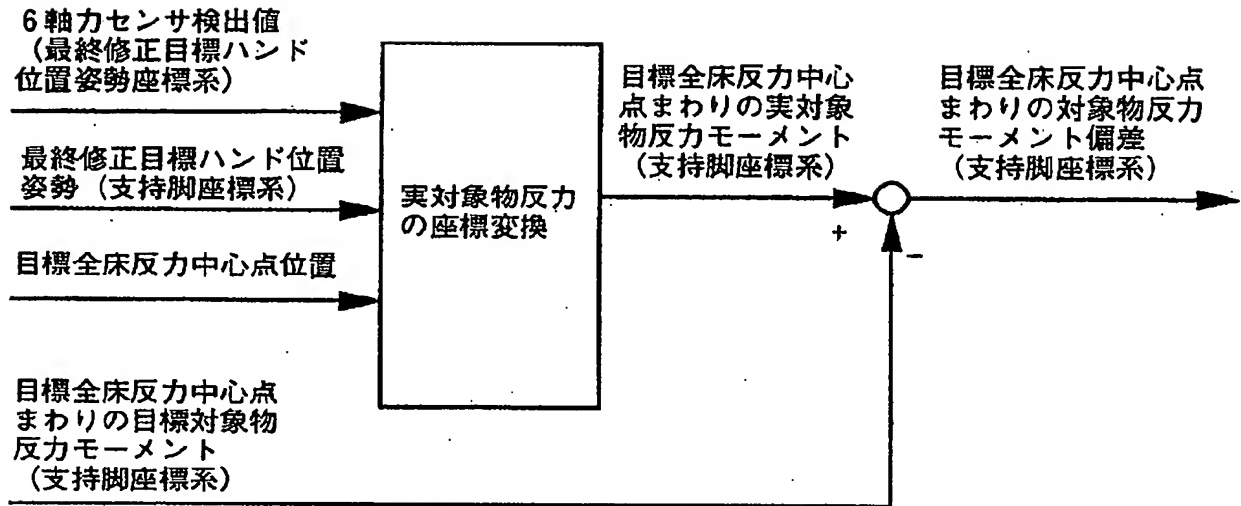 6軸力センサ検出値
(最終修正目標ハンド
位置姿勢座標系)
最終修正目標ハンド位置
姿勢(支持脚座標系)
目標全床反力中心点位置
目標全床反力中心点
まわりの目標対象物
反力モーメント
(支持脚座標系)
実対象物反力
の座標変換
目標全床反力中心
点まわりの実対象
物反力モーメント
(支持脚座標系)
+
-
目標全床反力中心点
まわりの対象物反力
モーメント偏差
(支持脚座標系)